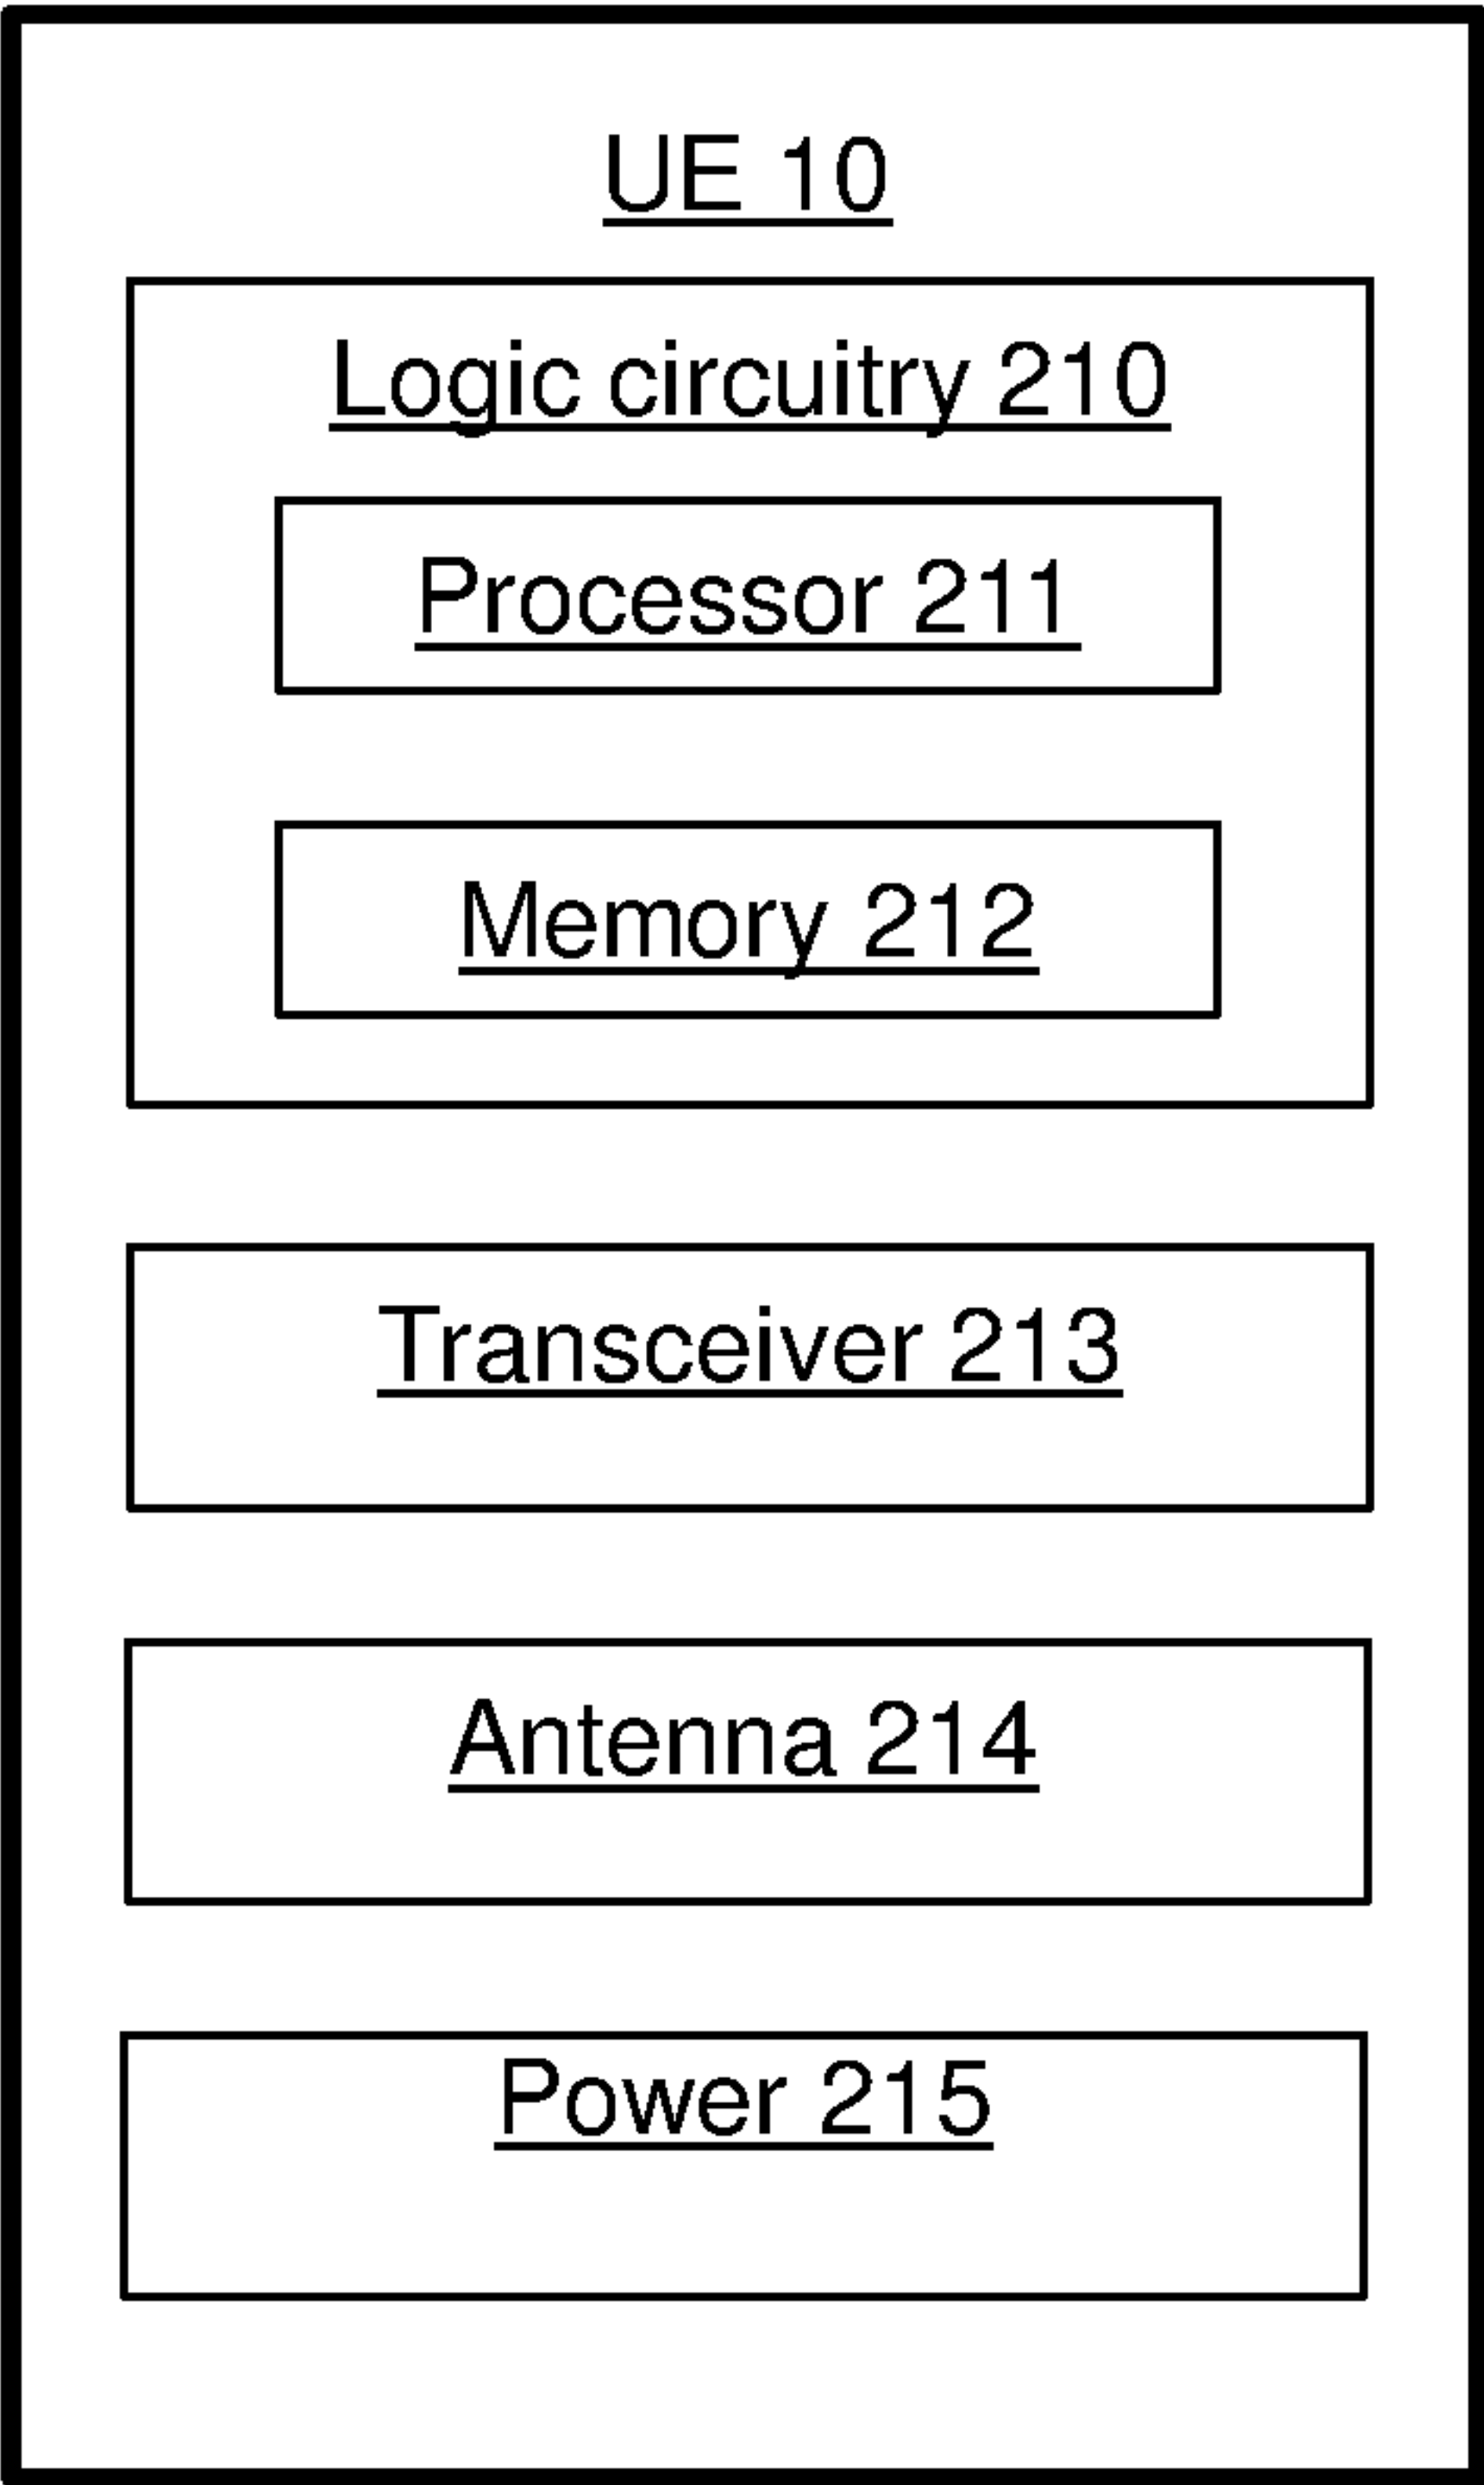 UE 10
Logic circuitry 210
Processor 211
Memory 212
Transceiver 213
Antenna 214
Power 215